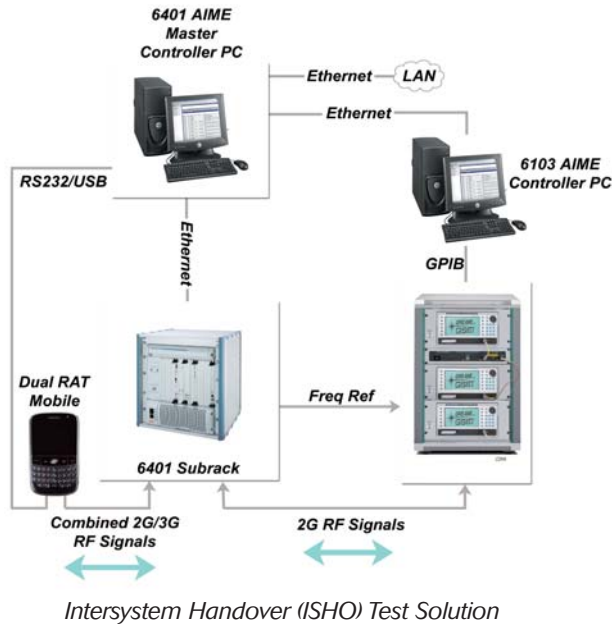 6401 AIME
Master
Controller PC
Ethernet
LAN
Ethernet
6103 AIME
Controller PC
RS232/USB
Ethernet
GPIB
Dual RAT
Mobile
Freq Ref
6401 Subrack
Combined 2G/3G
RF Signals
2G RF Signals
Intersystem Handover (ISHO) Test Solution